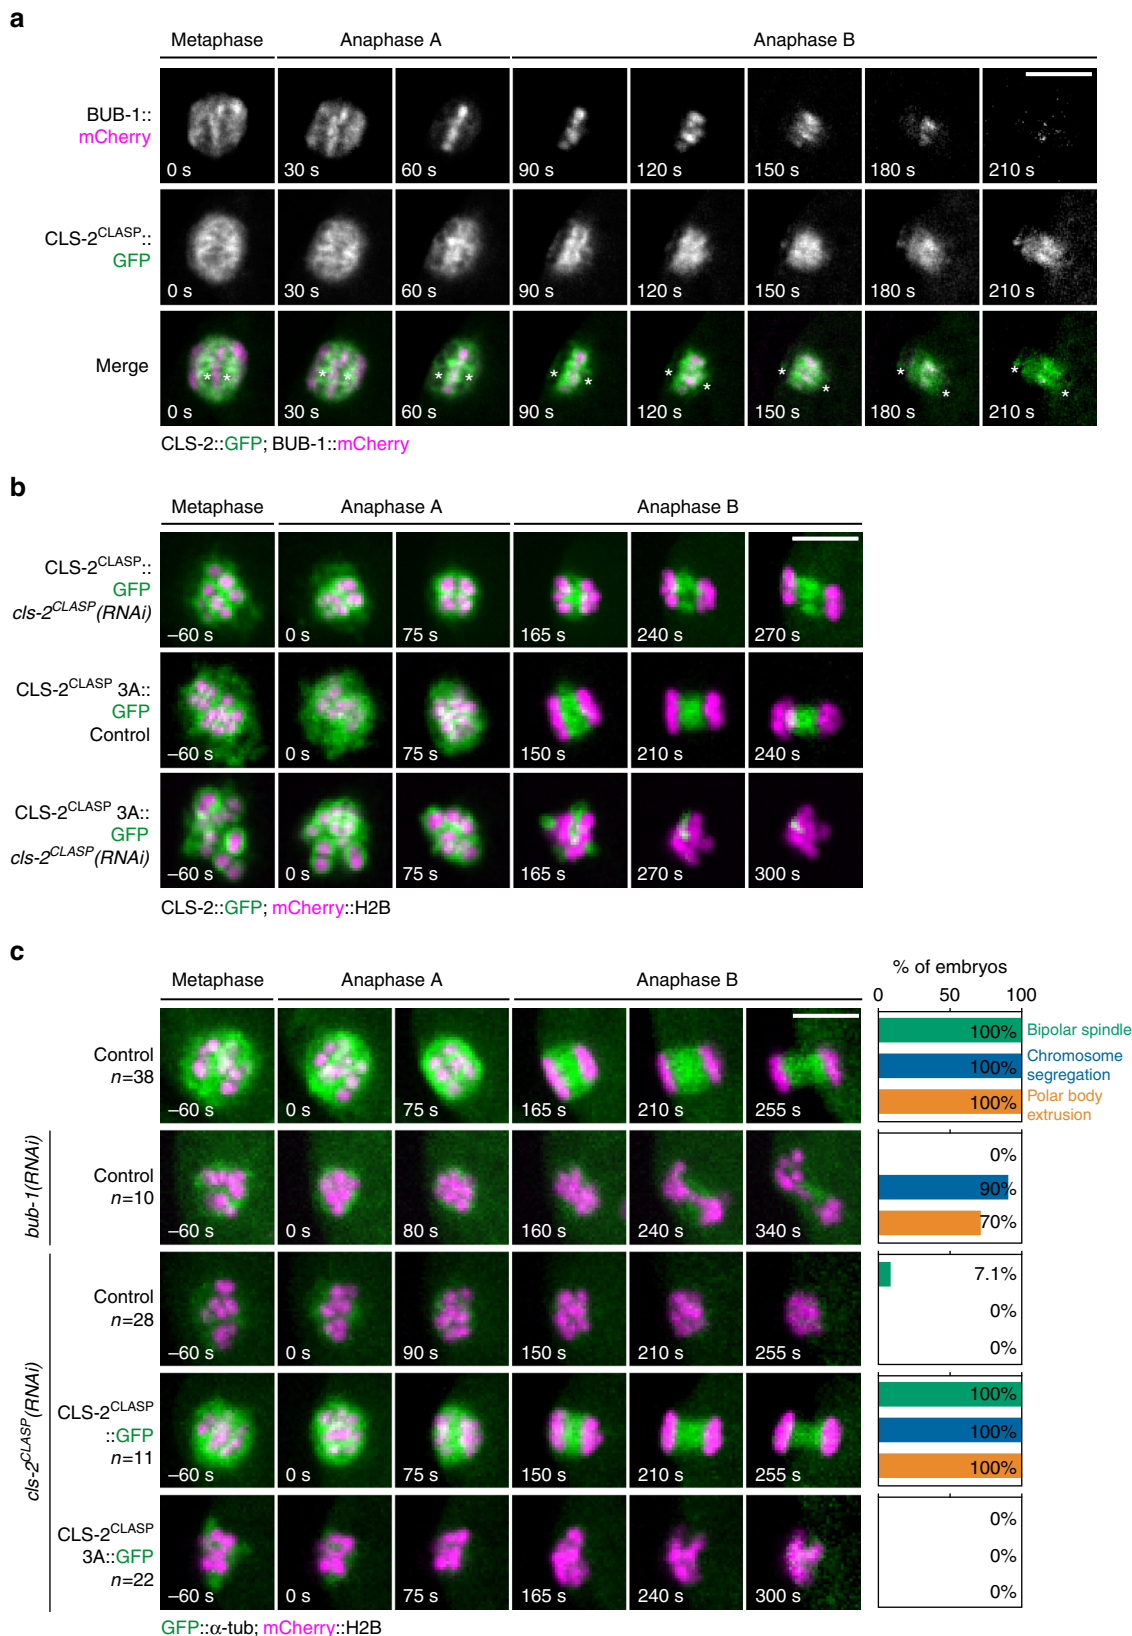 a
Metaphase Anaphase A Anaphase B
BUB-1::
mCherry
0 s 30 s 60 s 90 s 120 s 150 s 180 s 210 s
CLS-2CLASP::
GFP
0 s 30 s 60 s 90 s 120 s 150 s 180 s 210 s
Merge
* * * * * * * * * * * * * * * *
0 s 30 s 60 s 90 s 120 s 150 s 180 s 210 s
CLS-2::GFP; BUB-1::mCherry
b
Metaphase Anaphase A Anaphase B
CLS-2CLASP::
GFP
cls-2CLASP(RNAi)
–60 s 0 s 75 s 165 s 240 s 270 s
CLS-2CLASP 3A::
GFP
Control
–60 s 0 s 75 s 150 s 210 s 240 s
CLS-2CLASP 3A::
GFP
cls-2CLASP(RNAi)
–60 s 0 s 75 s 165 s 270 s 300 s
CLS-2::GFP; mCherry::H2B
c
% of embryos
Metaphase Anaphase A Anaphase B
0 50 100
Control
n=38
–60 s 0 s 75 s 165 s 210 s 255 s
100% Bipolar spindle
100% Chromosome
segregation
100% Polar body
extrusion
bub-1(RNAi)
Control
n=10
–60 s 0 s 80 s 160 s 240 s 340 s
0%
90%
70%
cls-2CLASP(RNAi)
Control
n=28
–60 s 0 s 90 s 150 s 210 s 255 s
7.1%
0%
0%
CLS-2CLASP
::GFP
n=11
–60 s 0 s 75 s 150 s 210 s 255 s
100%
100%
100%
CLS-2CLASP
3A::GFP
n=22
–60 s 0 s 75 s 165 s 240 s 300 s
0%
0%
0%
GFP::α-tub; mCherry::H2B